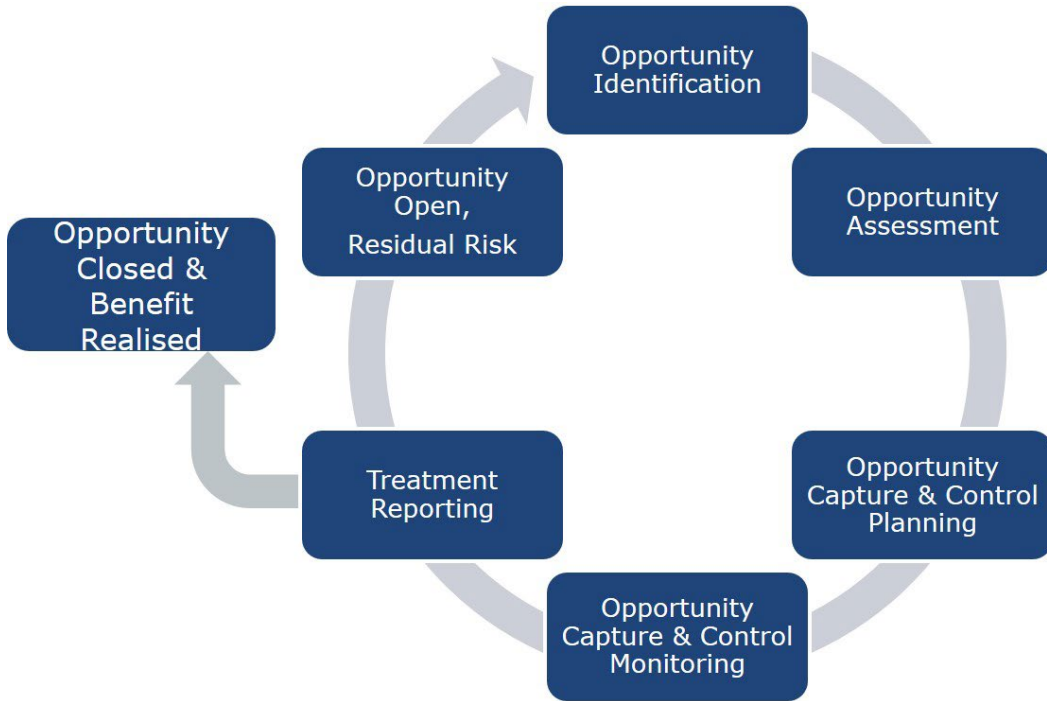 Opportunity
Identification
Opportunity
Assessment
Opportunity
Capture & Control
Planning
Opportunity
Capture & Control
Monitoring
Treatment
Reporting
Opportunity
Open,
Residual Risk
Opportunity
Closed &
Benefit
Realised